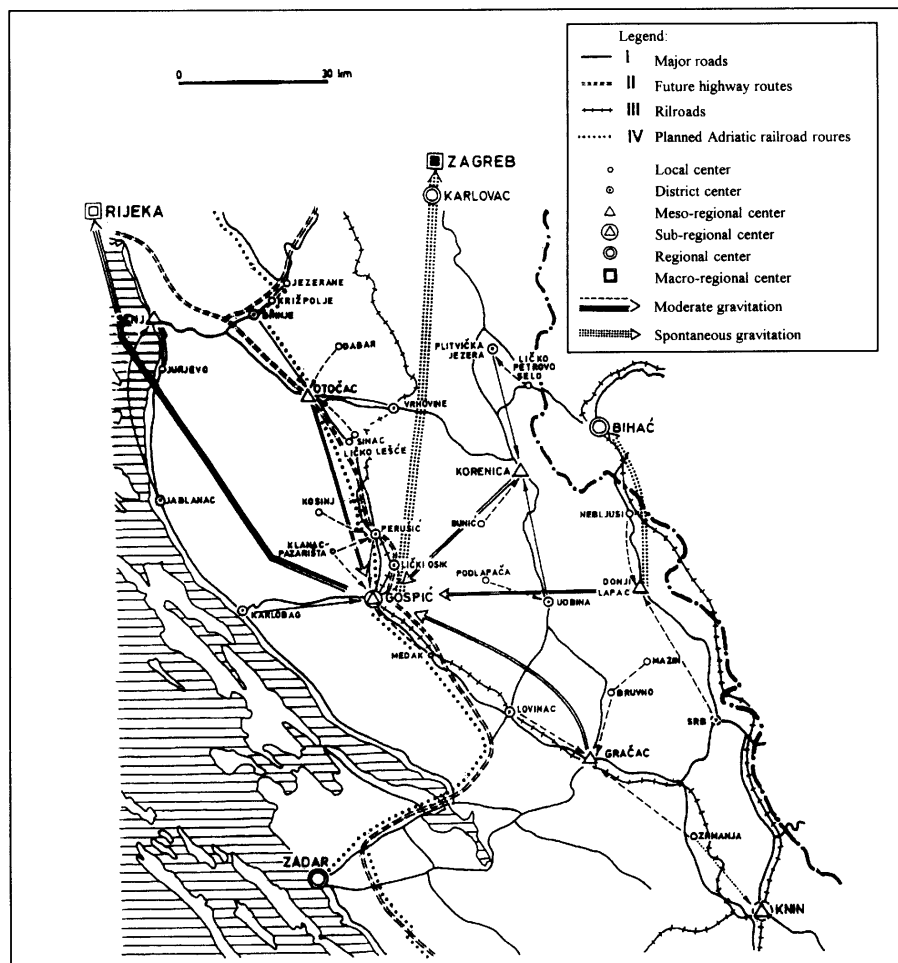 Legend:
I Major roads
II Future highway routes
III Rilroads
IV Planned Adriatic railroad roures
Local center
District center
Meso-regional center
Sub-regional center
Regional center
Macro-regional center
Moderate gravitation
Spontaneous gravitation
0 30 km
ZAGREB
KARLOVAC
RIJEKA
JEZERANE
KRIŽPOLJE
BRINJE
SENJ
DABAR
PLITVIČKA
JEZERA
LIČKO
PETROVO
SELO
JURJEVO
OTOČAC
VRHOVINE
BIHAĆ
SINAC
LIČKO LEŠĆE
KORENICA
JABLANAC
KOSINJ
BUNIĆ
NEBLJUSI
PERUŠIĆ
KLANAC
PAZARIŠTA
LIČKI OSIK
PODLAPAČA
DONJI
LAPAC
GOSPIĆ
UDBINA
KARLOBAG
MEDAK
MAZIN
BRUVNO
LOVINAC
SRB
GRAČAC
ZRMANJA
ZADAR
KNIN